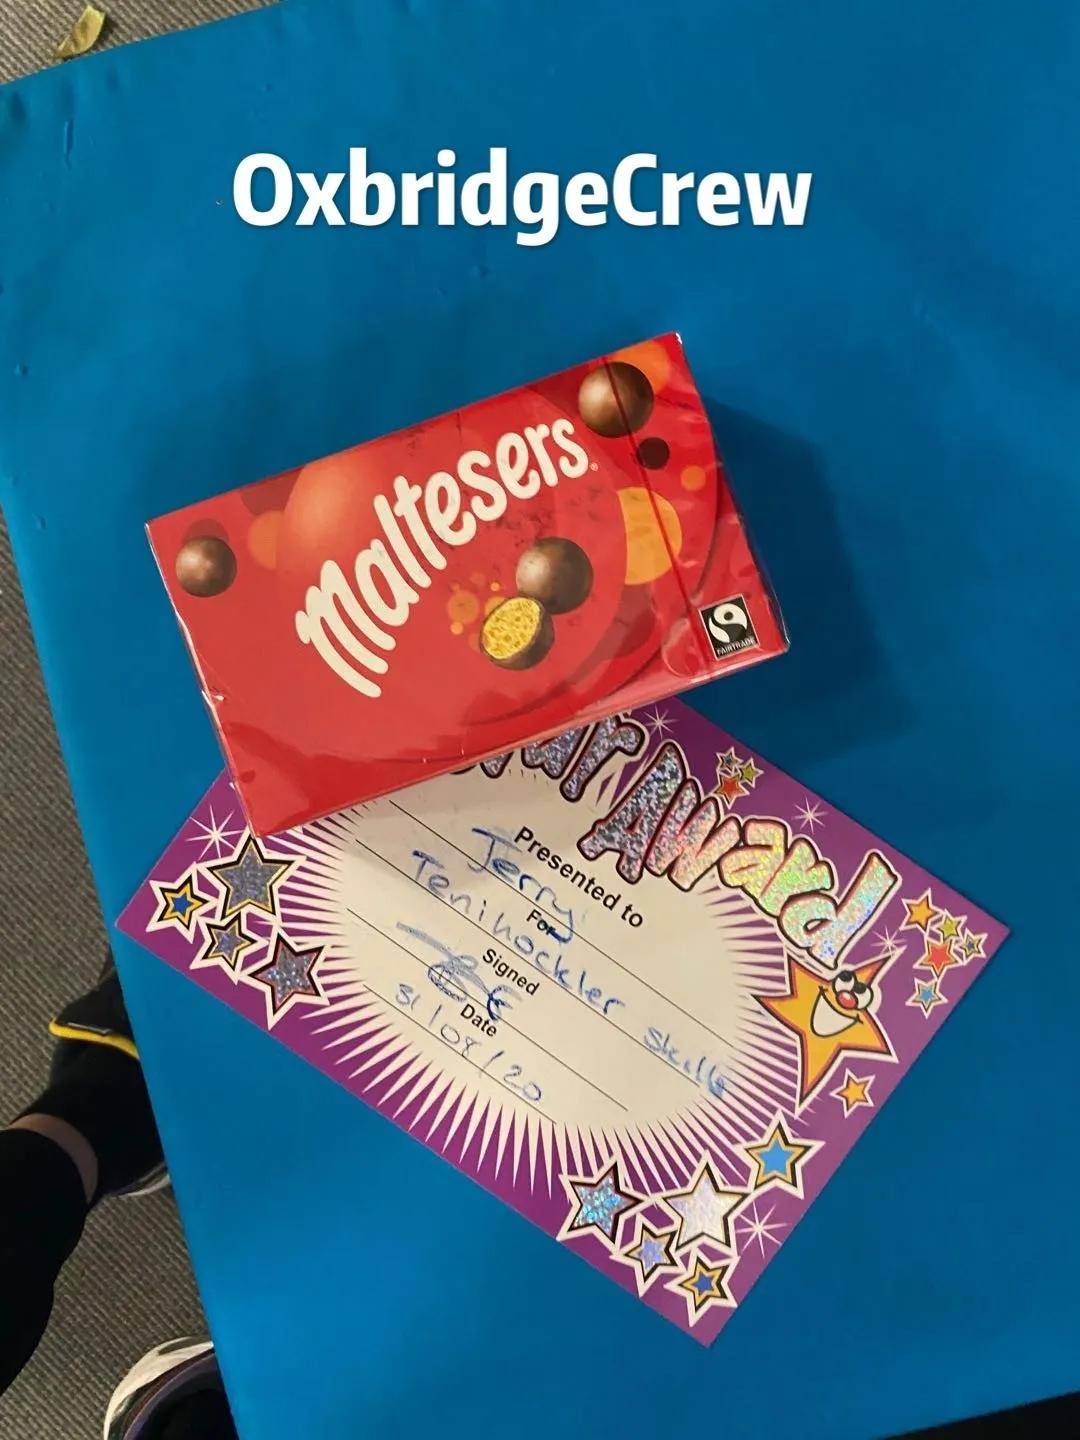 OxbridgeCrew
Maltesers
FAIRTRADE
Award
Presented to
Jerry
For
Tenihockler skills
Signed
Date
31/08/20